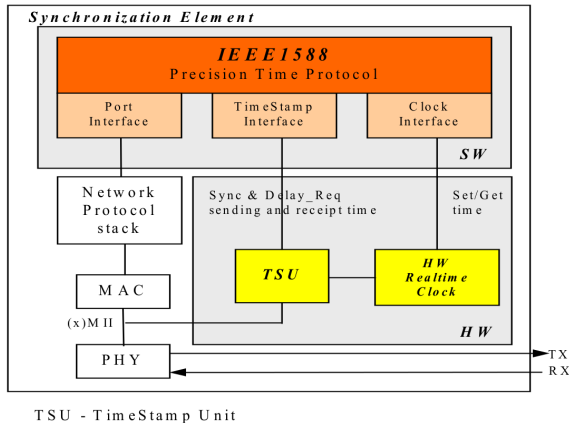 Synchronization Element
IEEE1588
Precision Time Protocol
Port
Interface
TimeStamp
Interface
Clock
Interface
SW
Network
Protocol
stack
Sync & Delay_Req
sending and receipt time
Set/Get
time
TSU
HW
Realtime
Clock
MAC
(x)MII
HW
PHY
TX
RX
TSU - TimeStamp Unit